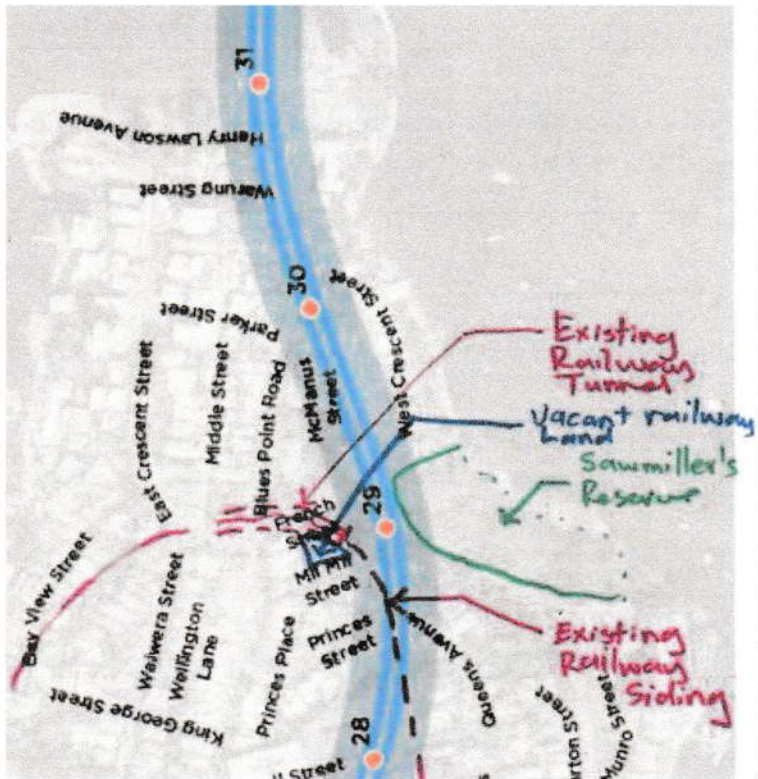 31
Henry Lawson Avenue
Warung Street
30
West Crescent Street
Parker Street
Existing
Railway
Tunnel
East Crescent Street
Middle Street
Blues Point Road
McManus
Street
Vacant railway
Land
Sawmiller's
Reserve
29
French
Bay View Street
Waiwera Street
Wellington
Lane
Mil Mil
Street
Princes
Street
Princes Place
Queens Avenue
Existing
Railway
Siding
King George Street
28
Street
rton Street
Munro Street